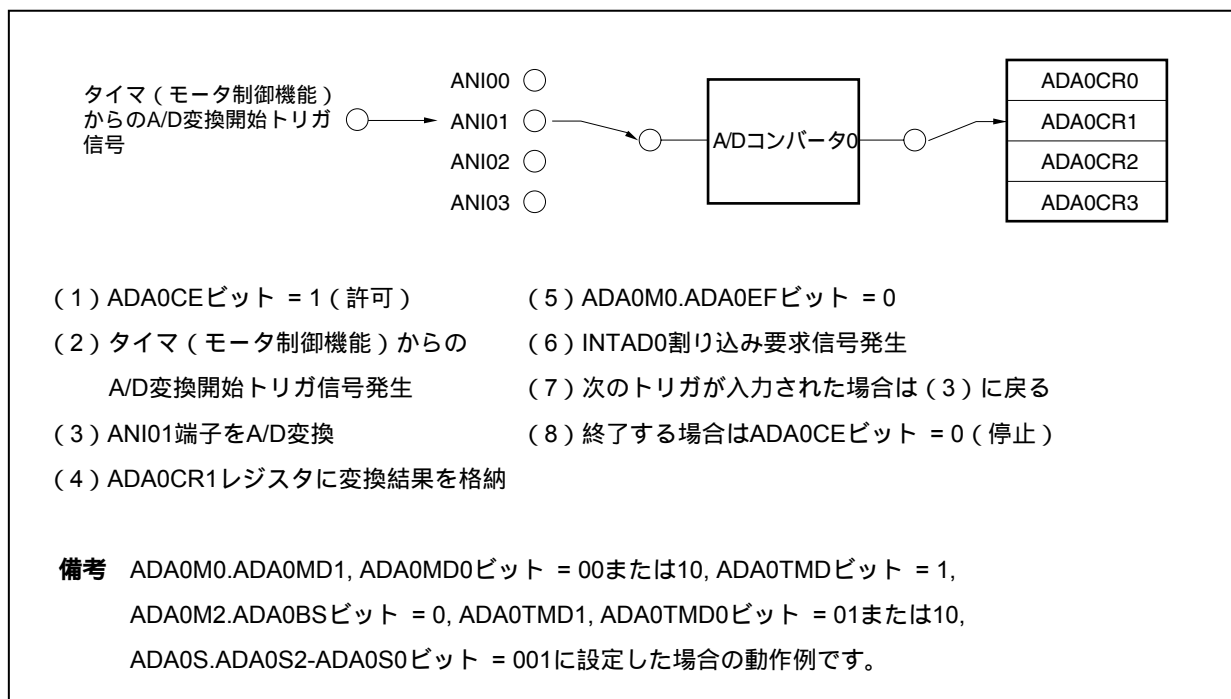 タイマ（モータ制御機能）
からのA/D変換開始トリガ
信号
ANI00
ANI01
ANI02
ANI03
A/Dコンバータ0
ADA0CR0
ADA0CR1
ADA0CR2
ADA0CR3
（1）ADA0CEビット = 1（許可）
（2）タイマ（モータ制御機能）からの
A/D変換開始トリガ信号発生
（3）ANI01端子をA/D変換
（4）ADA0CR1レジスタに変換結果を格納
（5）ADA0M0.ADA0EFビット = 0
（6）INTAD0割り込み要求信号発生
（7）次のトリガが入力された場合は（3）に戻る
（8）終了する場合はADA0CEビット = 0（停止）
備考 ADA0M0.ADA0MD1, ADA0MD0ビット = 00または10, ADA0TMDビット = 1,
ADA0M2.ADA0BSビット = 0, ADA0TMD1, ADA0TMD0ビット = 01または10,
ADA0S.ADA0S2-ADA0S0ビット = 001に設定した場合の動作例です。